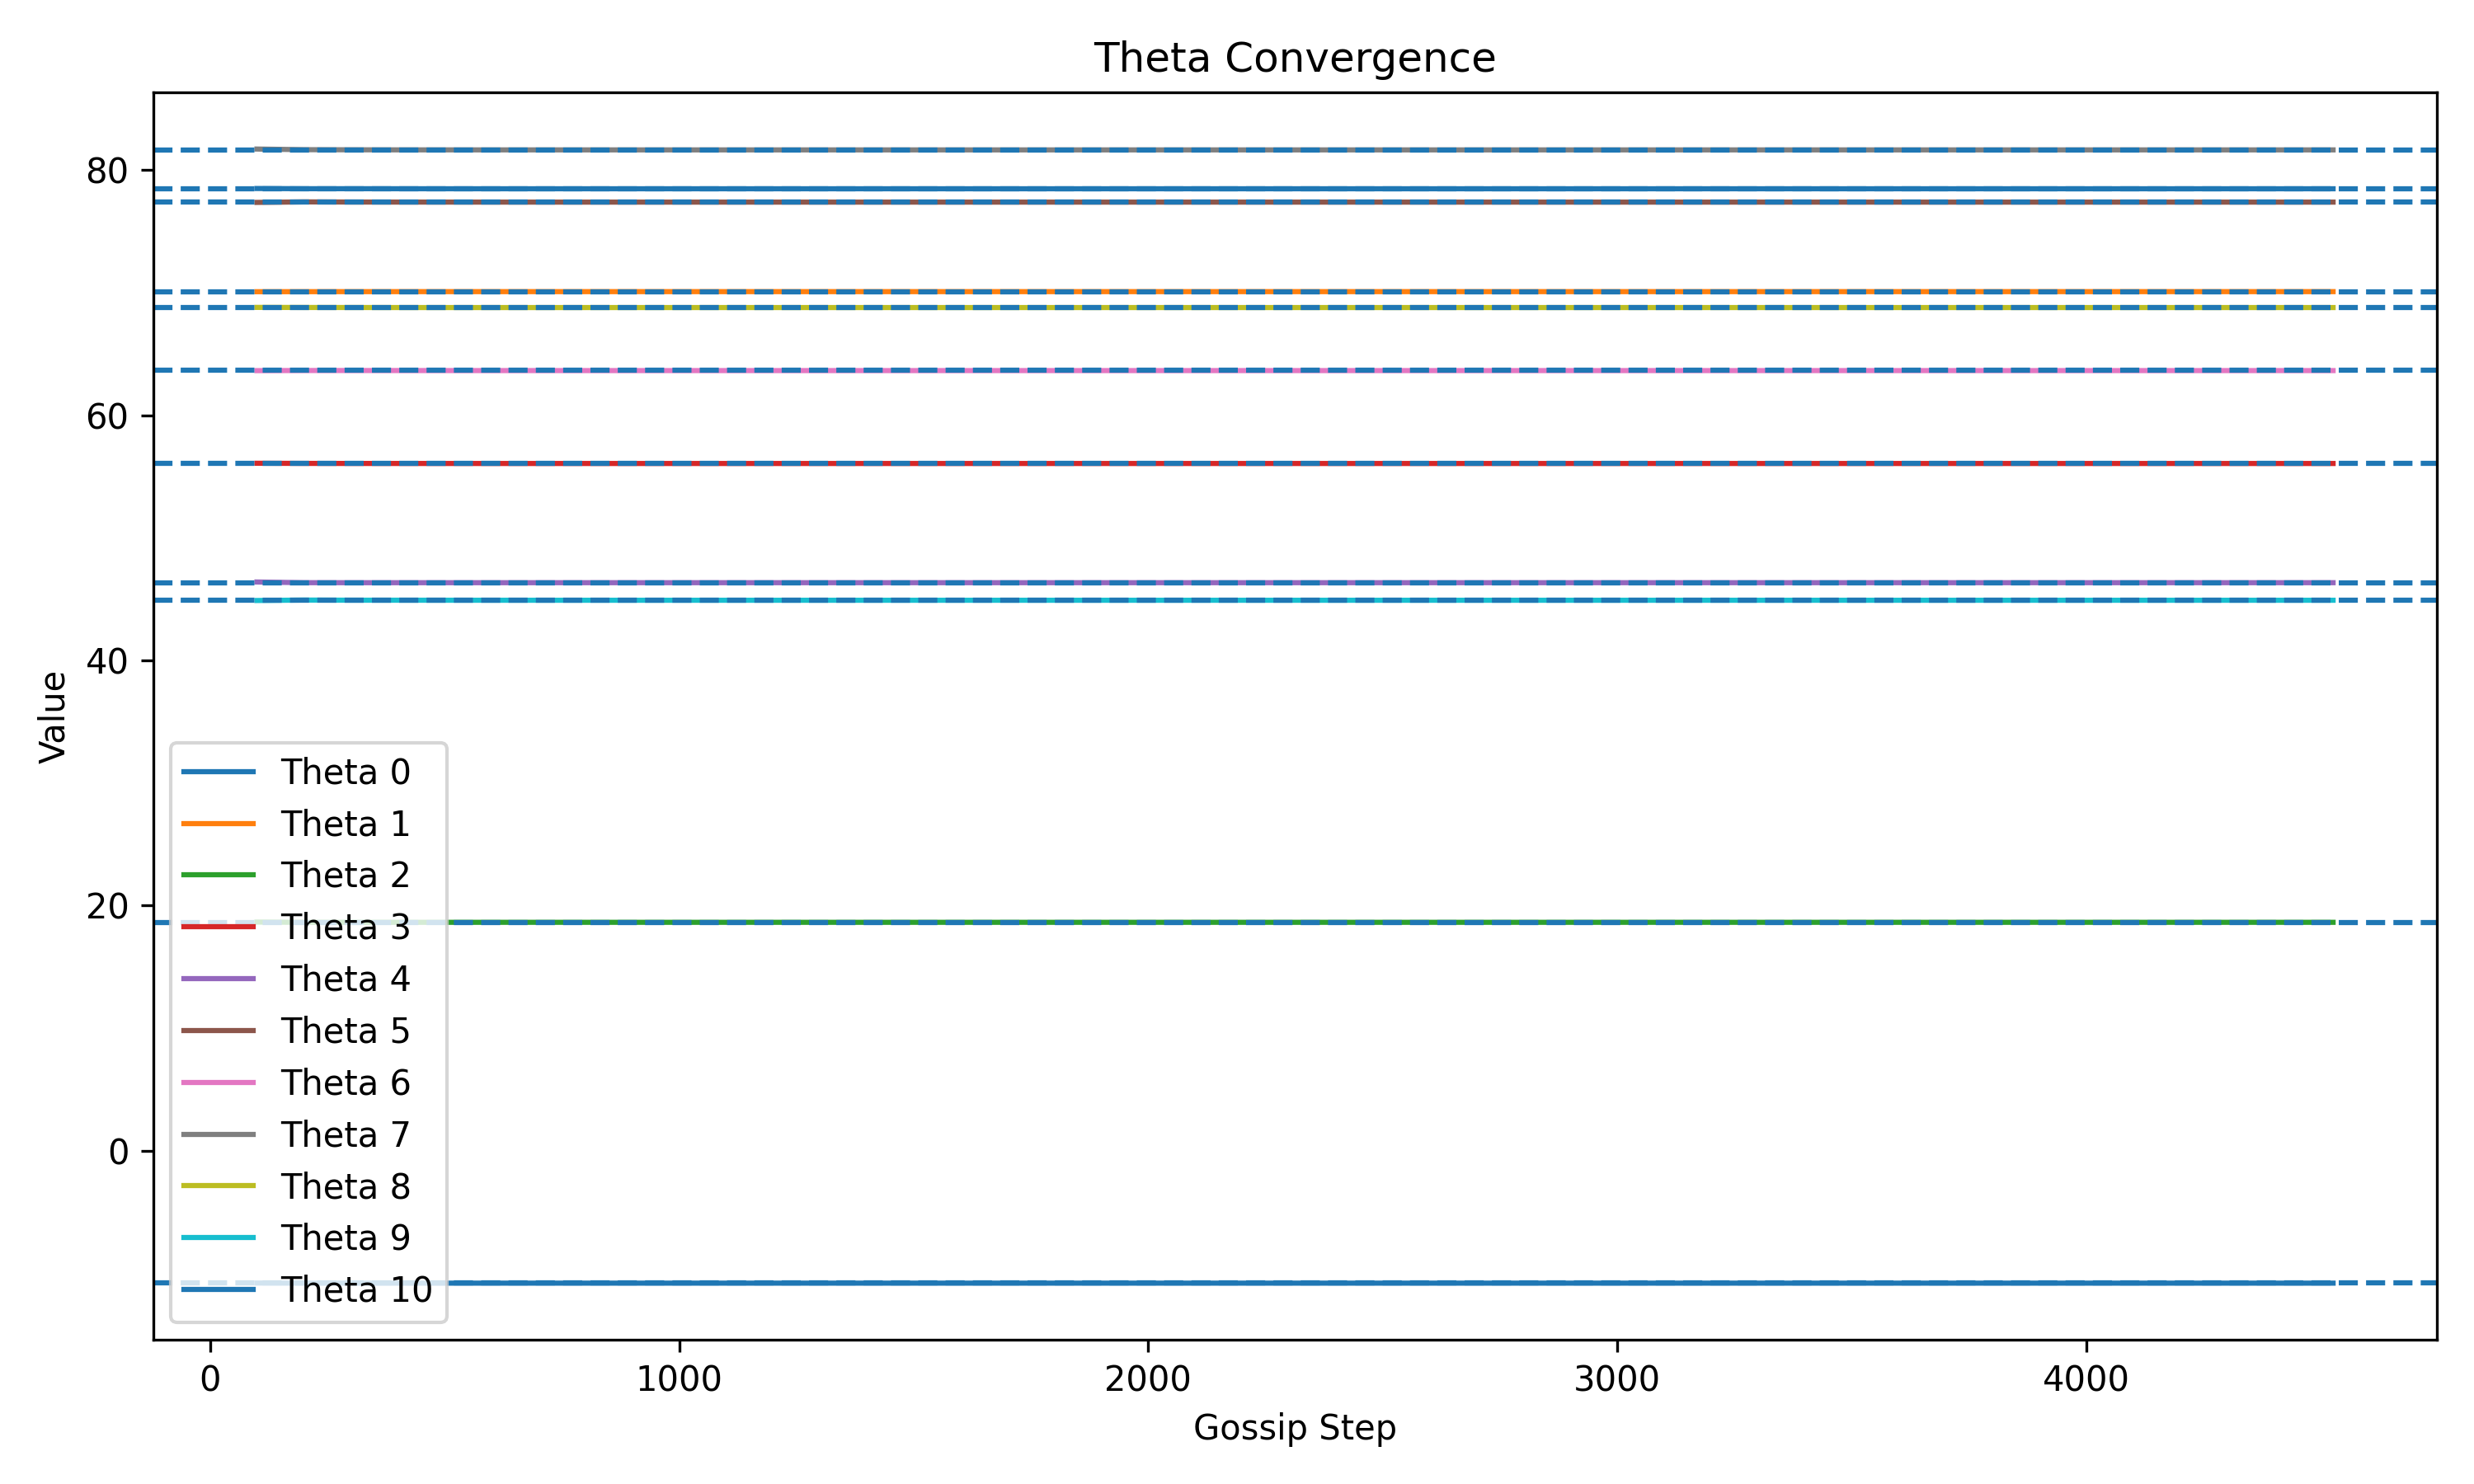 Theta Convergence
Value
80
60
40
20
0
Theta 0
Theta 1
Theta 2
Theta 3
Theta 4
Theta 5
Theta 6
Theta 7
Theta 8
Theta 9
Theta 10
0 1000 2000 3000 4000
Gossip Step